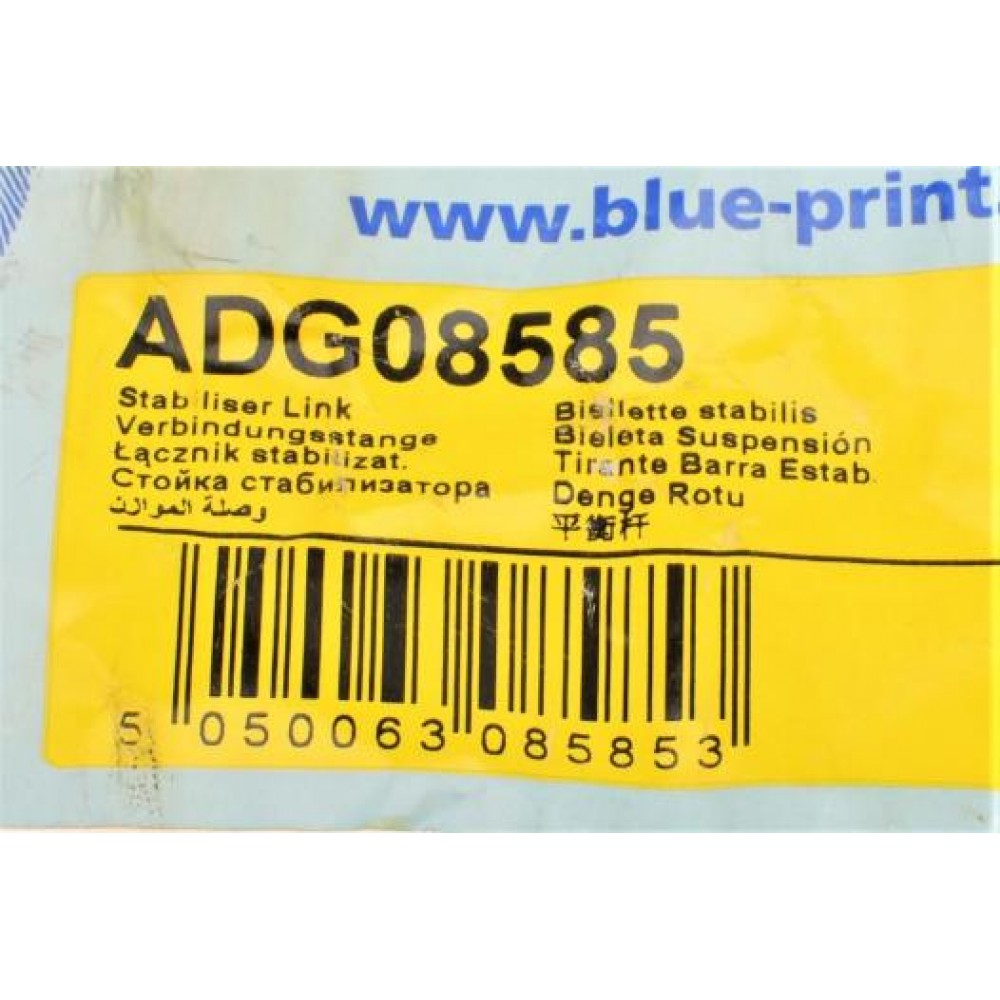 www.blue-print.
ADG08585
Stabiliser Link
Verbindungsstange
Łącznik stabilizat.
Стойка стабилизатора
وصلة الموازن
Biellette stabilis
Bieleta Suspensión
Tirante Barra Estab.
Denge Rotu
平衡杆
5 050063 085853